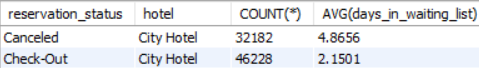 reservation_status hotel COUNT(*) AVG(days_in_waiting_list)
Canceled City Hotel 32182 4.8656
Check-Out City Hotel 46228 2.1501